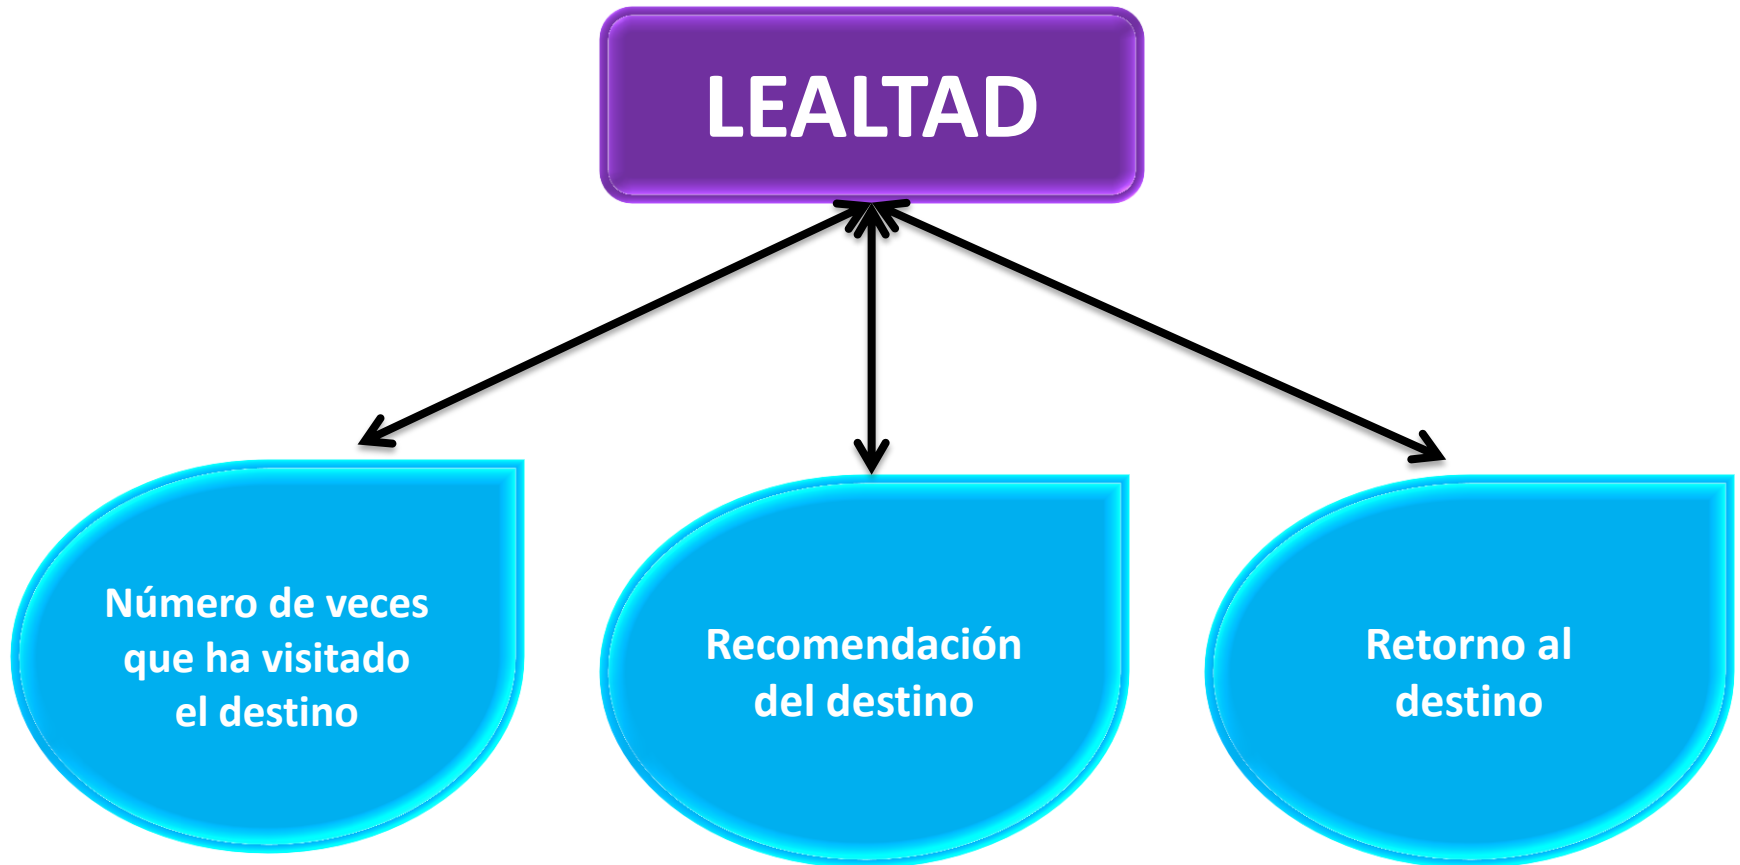 LEALTAD
Número de veces
que ha visitado
el destino
Recomendación
del destino
Retorno al
destino